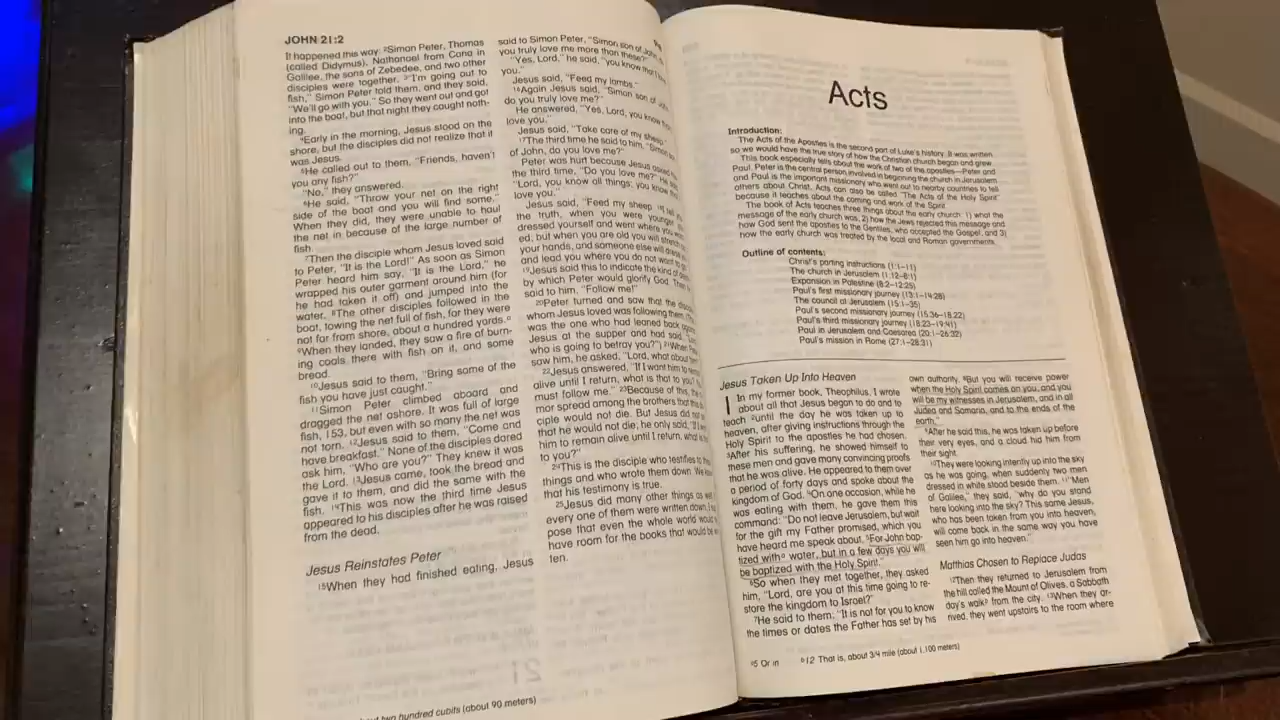 JOHN 21:2
It happened this way: ²Simon Peter, Thomas
(called Didymus), Nathanael from Cana in
Galilee, the sons of Zebedee, and two other
disciples were together. ³"I'm going out to
fish," Simon Peter told them, and they said,
"We'll go with you." So they went out and got
into the boat, but that night they caught noth-
ing.
⁴Early in the morning, Jesus stood on the
shore, but the disciples did not realize that it
was Jesus.
⁵He called out to them, "Friends, haven't
you any fish?"
"No," they answered.
⁶He said, "Throw your net on the right
side of the boat and you will find some."
When they did, they were unable to haul
the net in because of the large number of
fish.
⁷Then the disciple whom Jesus loved said
to Peter, "It is the Lord!" As soon as Simon
Peter heard him say, "It is the Lord," he
wrapped his outer garment around him (for
he had taken it off) and jumped into the
water. ⁸The other disciples followed in the
boat, towing the net full of fish, for they were
not far from shore, about a hundred yards.
⁹When they landed, they saw a fire of burn-
ing coals there with fish on it, and some
bread.
¹⁰Jesus said to them, "Bring some of the
fish you have just caught."
¹¹Simon Peter climbed aboard and
dragged the net ashore. It was full of large
fish, 153, but even with so many the net was
not torn. ¹²Jesus said to them, "Come and
have breakfast." None of the disciples dared
ask him, "Who are you?" They knew it was
the Lord. ¹³Jesus came, took the bread and
gave it to them, and did the same with the
fish. ¹⁴This was now the third time Jesus
appeared to his disciples after he was raised
from the dead.
Jesus Reinstates Peter
¹⁵When they had finished eating, Jesus
two hundred cubits (about 90 meters)
said to Simon Peter, "Simon son of John,
you truly love me more than these?"
"Yes, Lord," he said, "you know that I
you."
Jesus said, "Feed my lambs."
¹⁶Again Jesus said, "Simon son of
do you truly love me?"
He answered, "Yes, Lord, you know
love you."
Jesus said, "Take care of my sheep."
¹⁷The third time he said to him, "Simon
of John, do you love me?"
Peter was hurt because Jesus asked
the third time, "Do you love me?" He said
"Lord, you know all things; you know
love you."
Jesus said, "Feed my sheep. ¹⁸I tell
the truth, when you were younger
dressed yourself and went where you
ed, but when you are old you will stretch
your hands, and someone else will dress
and lead you where you do not want to
¹⁹Jesus said this to indicate the kind of
by which Peter would glorify God. Then
said to him, "Follow me!"
²⁰Peter turned and saw that the
whom Jesus loved was following them.
was the one who had leaned back
Jesus at the supper and had said,
who is going to betray you?") ²¹When
saw him, he asked, "Lord, what about
²²Jesus answered, "If I want him to
alive until I return, what is that to you?
must follow me." ²³Because of this,
mor spread among the brothers that
ciple would not die. But Jesus did
that he would not die; he only said, "If I
him to remain alive until I return, what
to you?"
²⁴This is the disciple who testifies to
things and who wrote them down. We
that his testimony is true.
²⁵Jesus did many other things as
every one of them were written down, I
pose that even the whole world would
have room for the books that would be
ten.
Acts
Introduction:
The Acts of the Apostles is the second part of Luke's history. It was written
so we would have the true story of how the Christian church began and grew.
This book especially tells about the work of two of the apostles—Peter and
Paul. Peter is the central person involved in beginning the church in Jerusalem,
and Paul is the important missionary who went out to nearby countries to tell
others about Christ. Acts can also be called "The Acts of the Holy Spirit"
because it teaches about the coming and work of the Spirit.
The book of Acts teaches three things about the early church: 1) what the
message of the early church was, 2) how the Jews rejected this message and
how God sent the apostles to the Gentiles, who accepted the Gospel, and 3)
how the early church was treated by the local and Roman governments.
Outline of contents:
Christ's parting instructions (1:1–11)
The church in Jerusalem (1:12–8:1)
Expansion in Palestine (8:2–12:25)
Paul's first missionary journey (13:1–14:28)
The council at Jerusalem (15:1–35)
Paul's second missionary journey (15:36–18:22)
Paul's third missionary journey (18:23–19:41)
Paul in Jerusalem and Caesarea (20:1–26:32)
Paul's mission in Rome (27:1–28:31)
Jesus Taken Up Into Heaven
1 In my former book, Theophilus, I wrote
about all that Jesus began to do and to
teach ²until the day he was taken up to
heaven, after giving instructions through the
Holy Spirit to the apostles he had chosen.
³After his suffering, he showed himself to
these men and gave many convincing proofs
that he was alive. He appeared to them over
a period of forty days and spoke about the
kingdom of God. ⁴On one occasion, while he
was eating with them, he gave them this
command: "Do not leave Jerusalem, but wait
for the gift my Father promised, which you
have heard me speak about. ⁵For John bap-
tized withᵃ water, but in a few days you will
be baptized with the Holy Spirit."
⁶So when they met together, they asked
him, "Lord, are you at this time going to re-
store the kingdom to Israel?"
⁷He said to them: "It is not for you to know
the times or dates the Father has set by his
own authority. ⁸But you will receive power
when the Holy Spirit comes on you; and you
will be my witnesses in Jerusalem, and in all
Judea and Samaria, and to the ends of the
earth."
⁹After he said this, he was taken up before
their very eyes, and a cloud hid him from
their sight.
¹⁰They were looking intently up into the sky
as he was going, when suddenly two men
dressed in white stood beside them. ¹¹"Men
of Galilee," they said, "why do you stand
here looking into the sky? This same Jesus,
who has been taken from you into heaven,
will come back in the same way you have
seen him go into heaven."
Matthias Chosen to Replace Judas
¹²Then they returned to Jerusalem from
the hill called the Mount of Olives, a Sabbath
day's walkᵇ from the city. ¹³When they ar-
rived, they went upstairs to the room where
ᵃ5 Or in ᵇ12 That is, about 3/4 mile (about 1,100 meters)